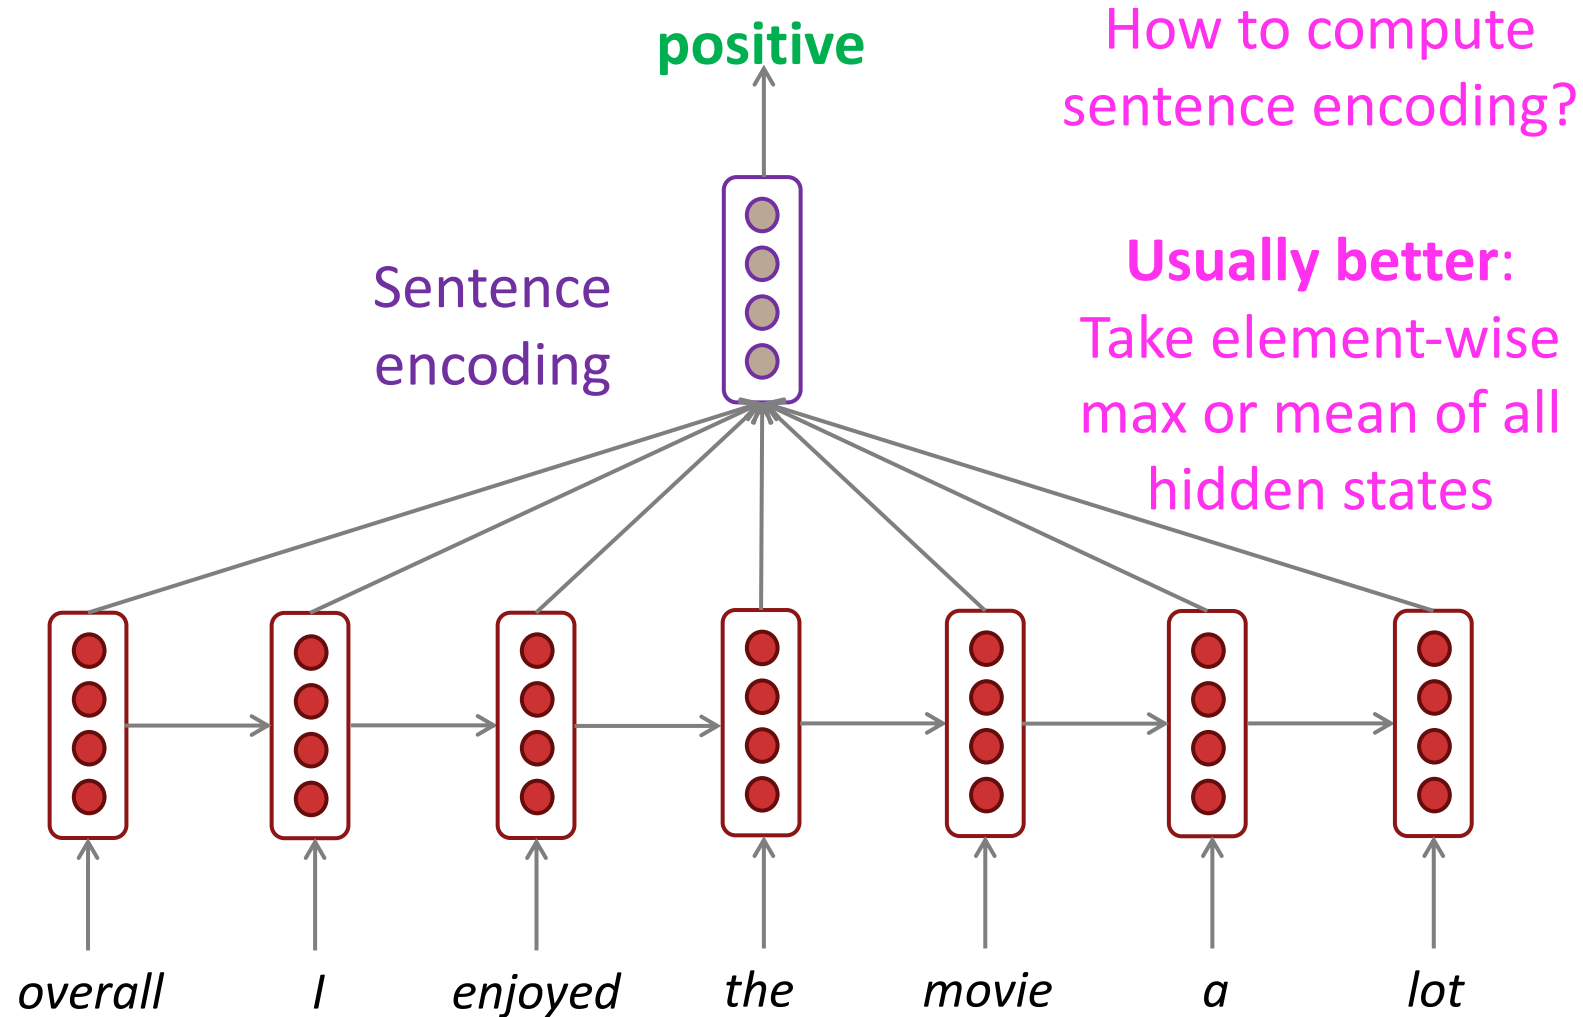 positive
How to compute
sentence encoding?
Sentence
encoding
Usually better:
Take element-wise
max or mean of all
hidden states
overall I enjoyed the movie a lot